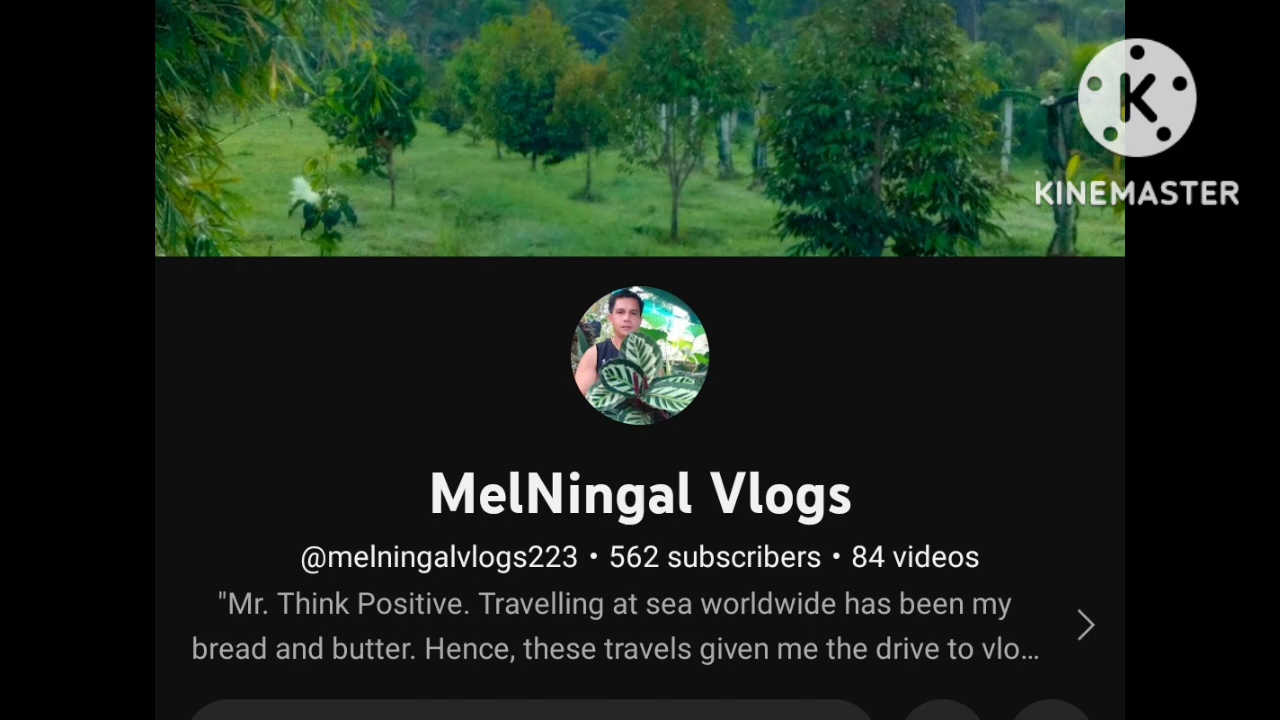 K
KINEMASTER
MelNingal Vlogs
@melningalvlogs223 • 562 subscribers • 84 videos
"Mr. Think Positive. Travelling at sea worldwide has been my
bread and butter. Hence, these travels given me the drive to vlo...